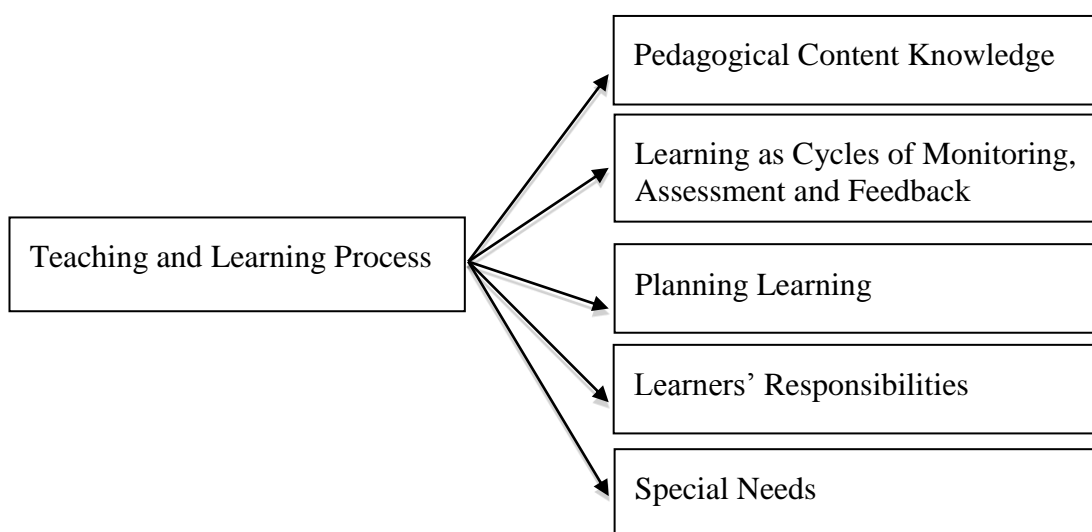 Pedagogical Content Knowledge
Learning as Cycles of Monitoring,
Assessment and Feedback
Teaching and Learning Process
Planning Learning
Learners’ Responsibilities
Special Needs